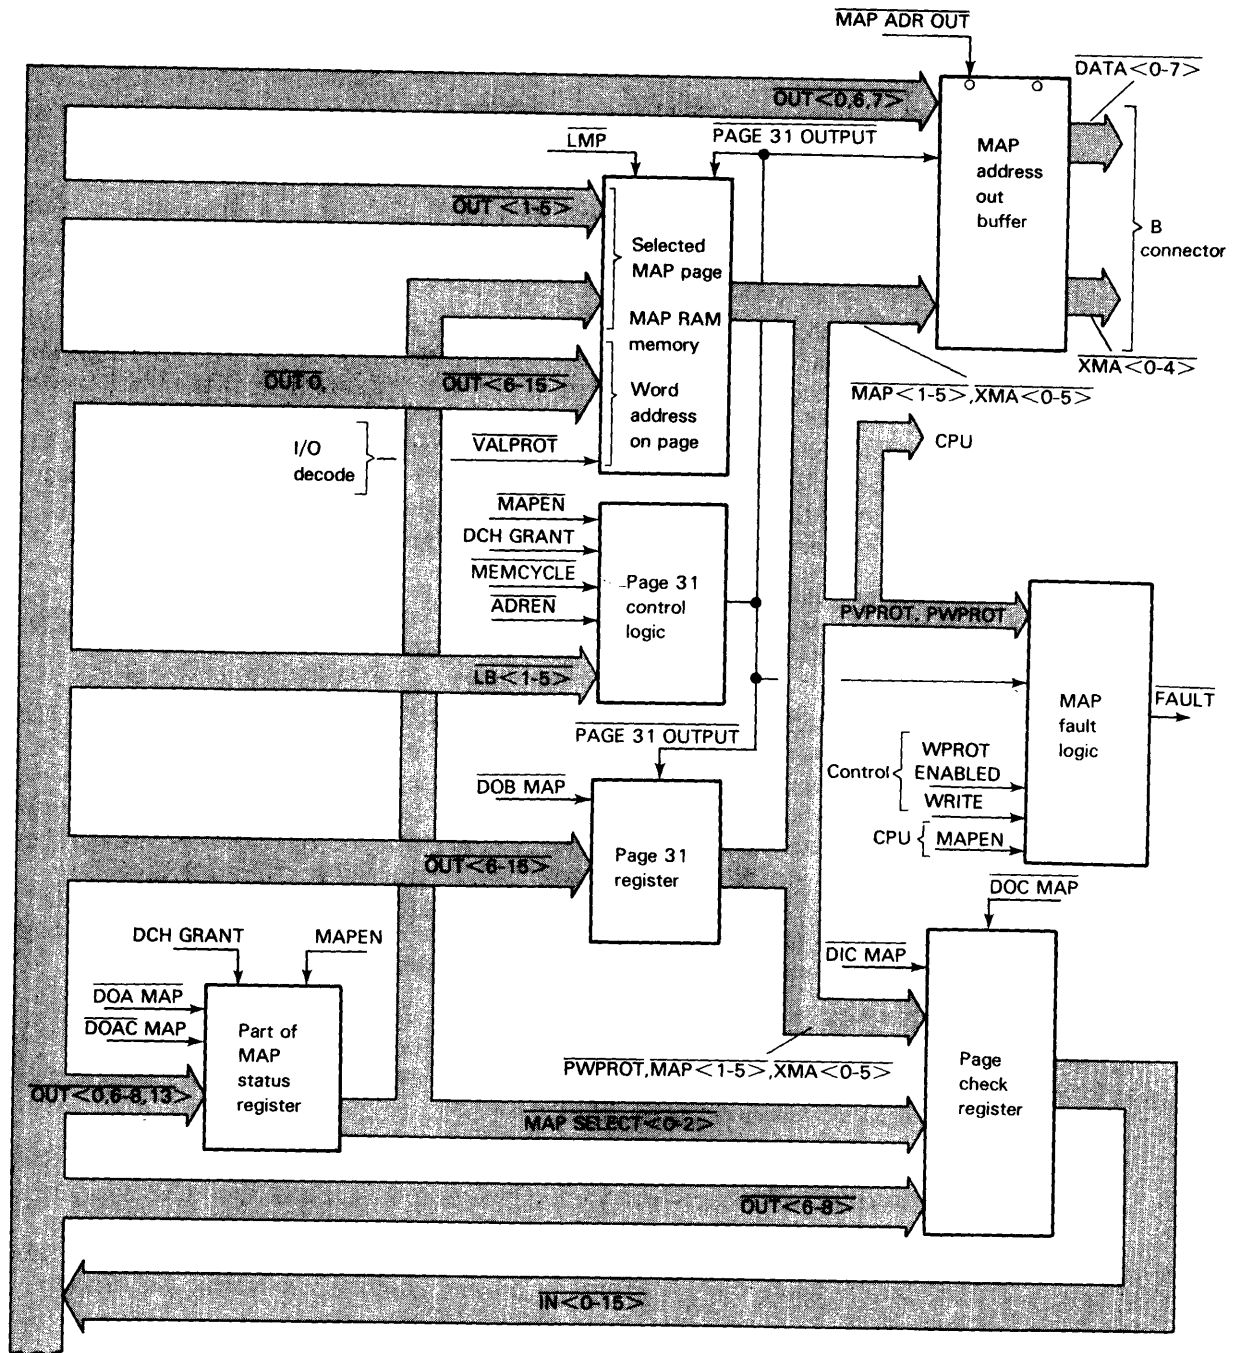 MAP ADR OUT
DATA<0-7>
OUT<0,6,7>
LMP
PAGE 31 OUTPUT
MAP
address
out
buffer
B
connector
OUT <1-5>
Selected
MAP page
MAP RAM
memory
XMA<0-4>
OUT 0,
OUT<6-15>
MAP<1-5>,XMA<0-5>
Word
address
on page
I/O
decode
VALPROT
CPU
MAPEN
DCH GRANT
MEMCYCLE
ADREN
Page 31
control
logic
PVPROT, PWPROT
LB<1-5>
MAP
fault
logic
FAULT
PAGE 31 OUTPUT
Control
WPROT
ENABLED
WRITE
CPU
MAPEN
DOB MAP
OUT<6-15>
Page 31
register
DOC MAP
DCH GRANT
MAPEN
DIC MAP
DOA MAP
DOAC MAP
Part of
MAP
status
register
PWPROT,MAP<1-5>,XMA<0-5>
Page
check
register
OUT<0,6-8,13>
MAP SELECT<0-2>
OUT<6-8>
IN<0-15>